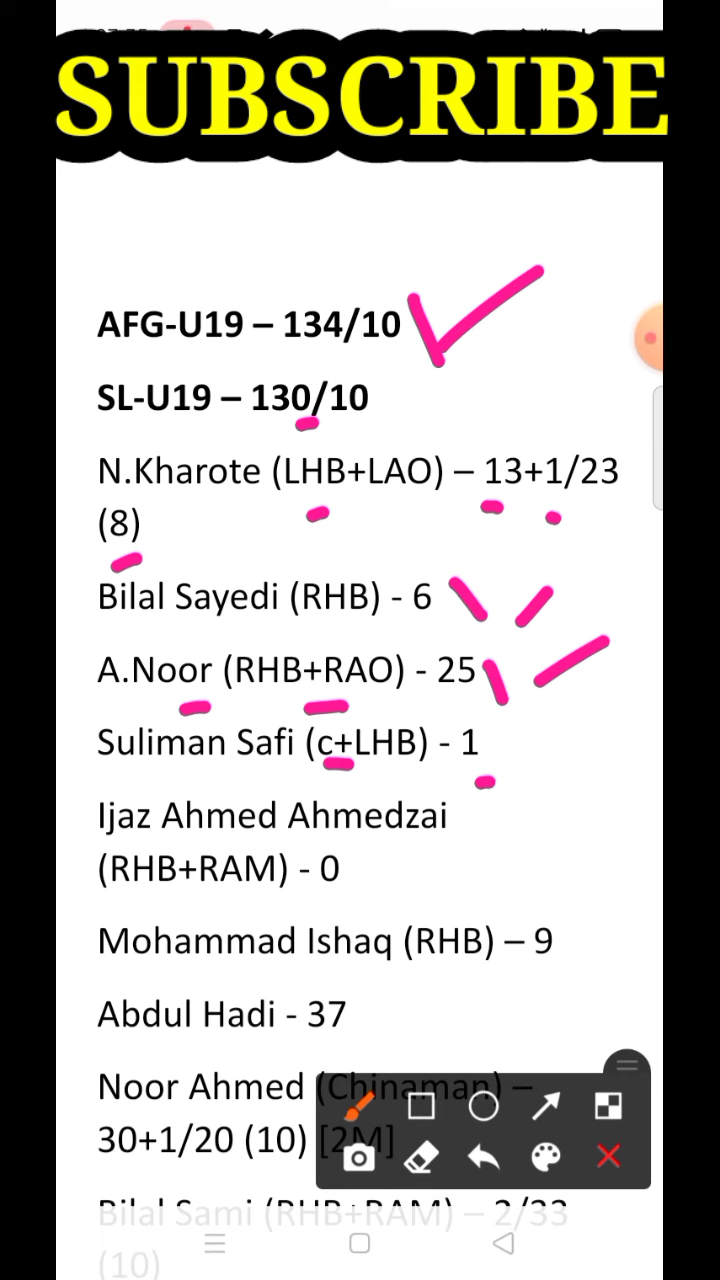 SUBSCRIBE
AFG-U19 – 134/10
SL-U19 – 130/10
N.Kharote (LHB+LAO) – 13+1/23
(8)
Bilal Sayedi (RHB) - 6
A.Noor (RHB+RAO) - 25
Suliman Safi (c+LHB) - 1
Ijaz Ahmed Ahmedzai
(RHB+RAM) - 0
Mohammad Ishaq (RHB) – 9
Abdul Hadi - 37
Noor Ahmed (Chinaman) –
30+1/20 (10) [2M]
Bilal Sami (RHB+RAM) – 2/33
(10)